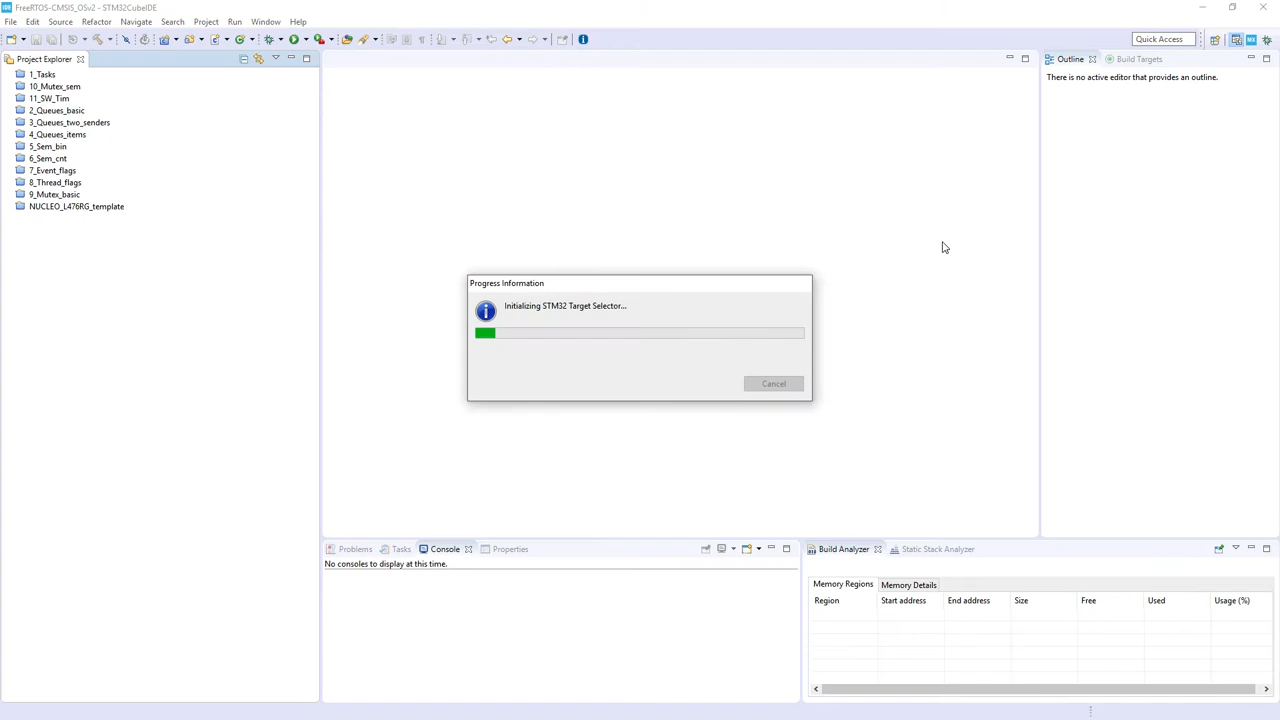 IDE FreeRTOS-CMSIS_OSv2 - STM32CubeIDE
File Edit Source Refactor Navigate Search Project Run Window Help
Quick Access
MX
Project Explorer
Outline
Build Targets
1_Tasks
10_Mutex_sem
11_SW_Tim
2_Queues_basic
3_Queues_two_senders
4_Queues_items
5_Sem_bin
6_Sem_cnt
7_Event_flags
8_Thread_flags
9_Mutex_basic
NUCLEO_L476RG_template
There is no active editor that provides an outline.
Progress Information
Initializing STM32 Target Selector...
Cancel
Problems Tasks Console Properties
No consoles to display at this time.
Build Analyzer Static Stack Analyzer
Memory Regions Memory Details
Region Start address End address Size Free Used Usage (%)